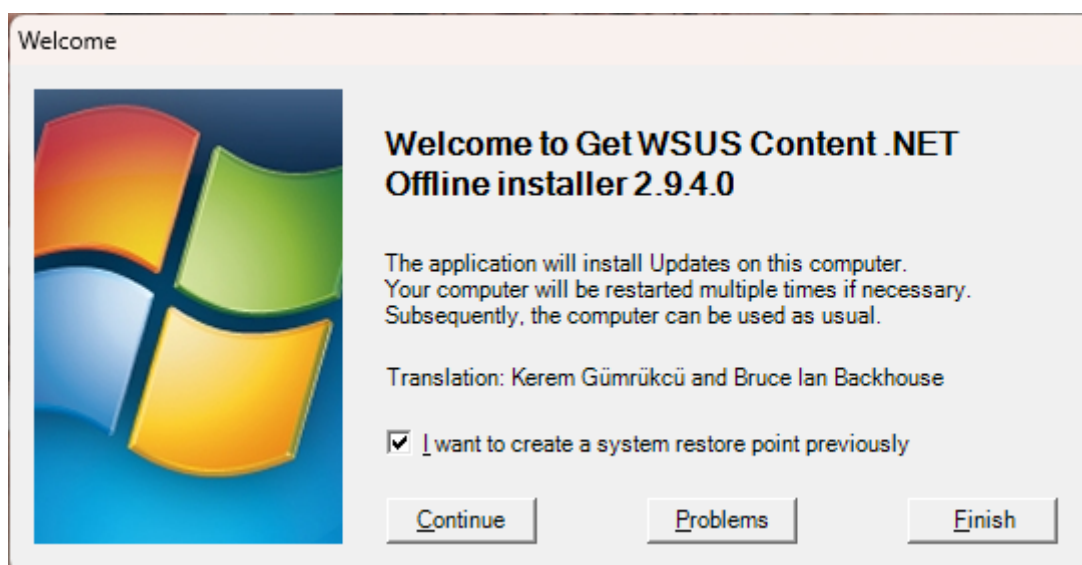 Welcome
Welcome to Get WSUS Content .NET
Offline installer 2.9.4.0
The application will install Updates on this computer.
Your computer will be restarted multiple times if necessary.
Subsequently, the computer can be used as usual.
Translation: Kerem Gümrükcü and Bruce Ian Backhouse
I want to create a system restore point previously
Continue
Problems
Finish